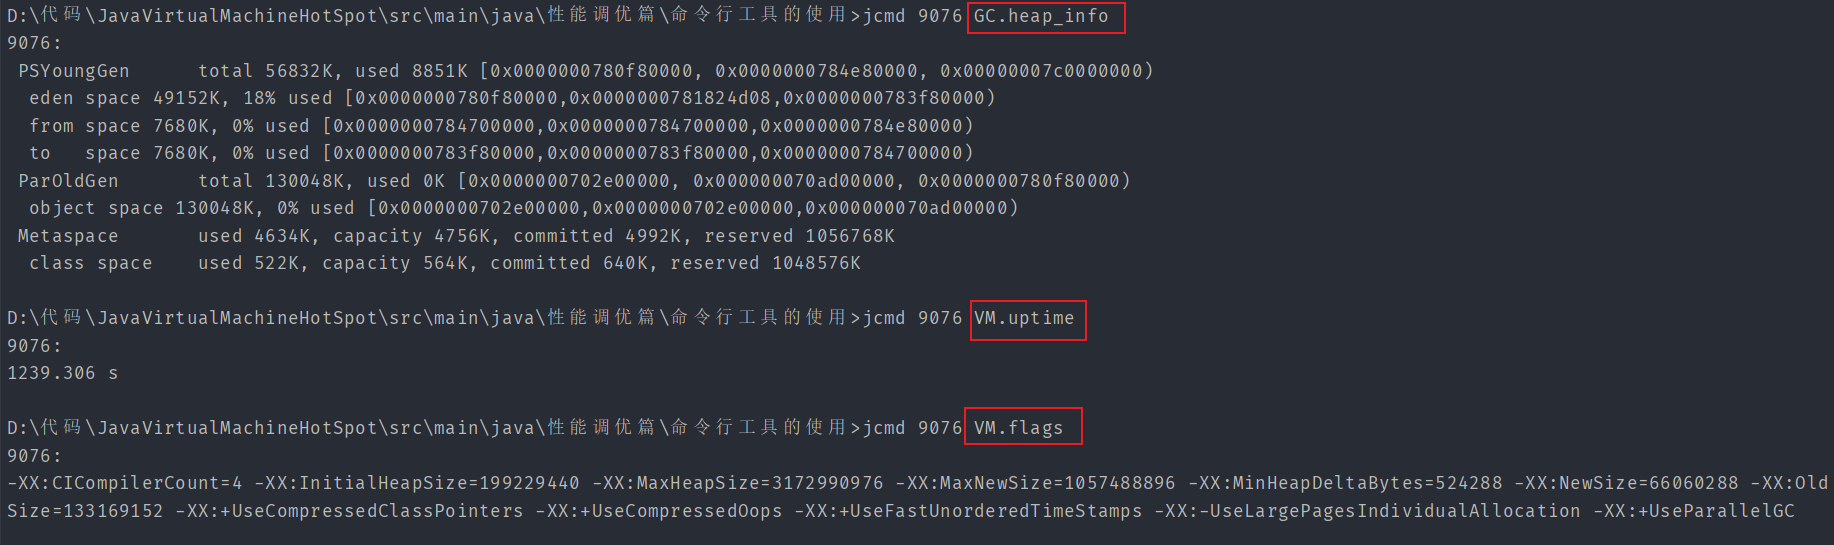 D:\代码\JavaVirtualMachineHotSpot\src\main\java\性能调优篇\命令行工具的使用>jcmd 9076 GC.heap_info
9076:
 PSYoungGen      total 56832K, used 8851K [0x0000000780f80000, 0x0000000784e80000, 0x00000007c0000000)
  eden space 49152K, 18% used [0x0000000780f80000,0x0000000781824d08,0x0000000783f80000)
  from space 7680K, 0% used [0x0000000784700000,0x0000000784700000,0x0000000784e80000)
  to   space 7680K, 0% used [0x0000000783f80000,0x0000000783f80000,0x0000000784700000)
 ParOldGen       total 130048K, used 0K [0x0000000702e00000, 0x000000070ad00000, 0x0000000780f80000)
  object space 130048K, 0% used [0x0000000702e00000,0x0000000702e00000,0x000000070ad00000)
 Metaspace       used 4634K, capacity 4756K, committed 4992K, reserved 1056768K
  class space    used 522K, capacity 564K, committed 640K, reserved 1048576K
D:\代码\JavaVirtualMachineHotSpot\src\main\java\性能调优篇\命令行工具的使用>jcmd 9076 VM.uptime
9076:
1239.306 s
D:\代码\JavaVirtualMachineHotSpot\src\main\java\性能调优篇\命令行工具的使用>jcmd 9076 VM.flags
9076:
-XX:CICompilerCount=4 -XX:InitialHeapSize=199229440 -XX:MaxHeapSize=3172990976 -XX:MaxNewSize=1057488896 -XX:MinHeapDeltaBytes=524288 -XX:NewSize=66060288 -XX:Old
Size=133169152 -XX:+UseCompressedClassPointers -XX:+UseCompressedOops -XX:+UseFastUnorderedTimeStamps -XX:-UseLargePagesIndividualAllocation -XX:+UseParallelGC